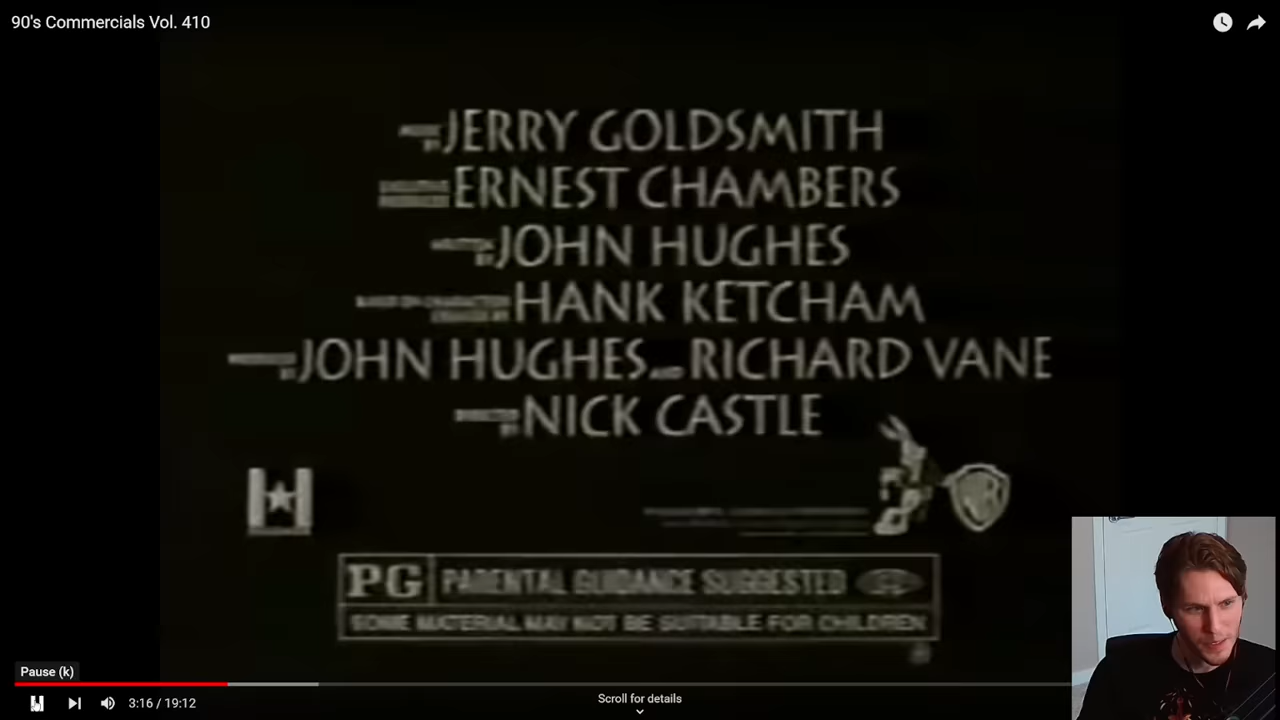 90's Commercials Vol. 410
JERRY GOLDSMITH
ERNEST CHAMBERS
JOHN HUGHES
HANK KETCHAM
JOHN HUGHES AND RICHARD VANE
NICK CASTLE
PG PARENTAL GUIDANCE SUGGESTED
SOME MATERIAL MAY NOT BE SUITABLE FOR CHILDREN
Pause (k)
3:16 / 19:12
Scroll for details